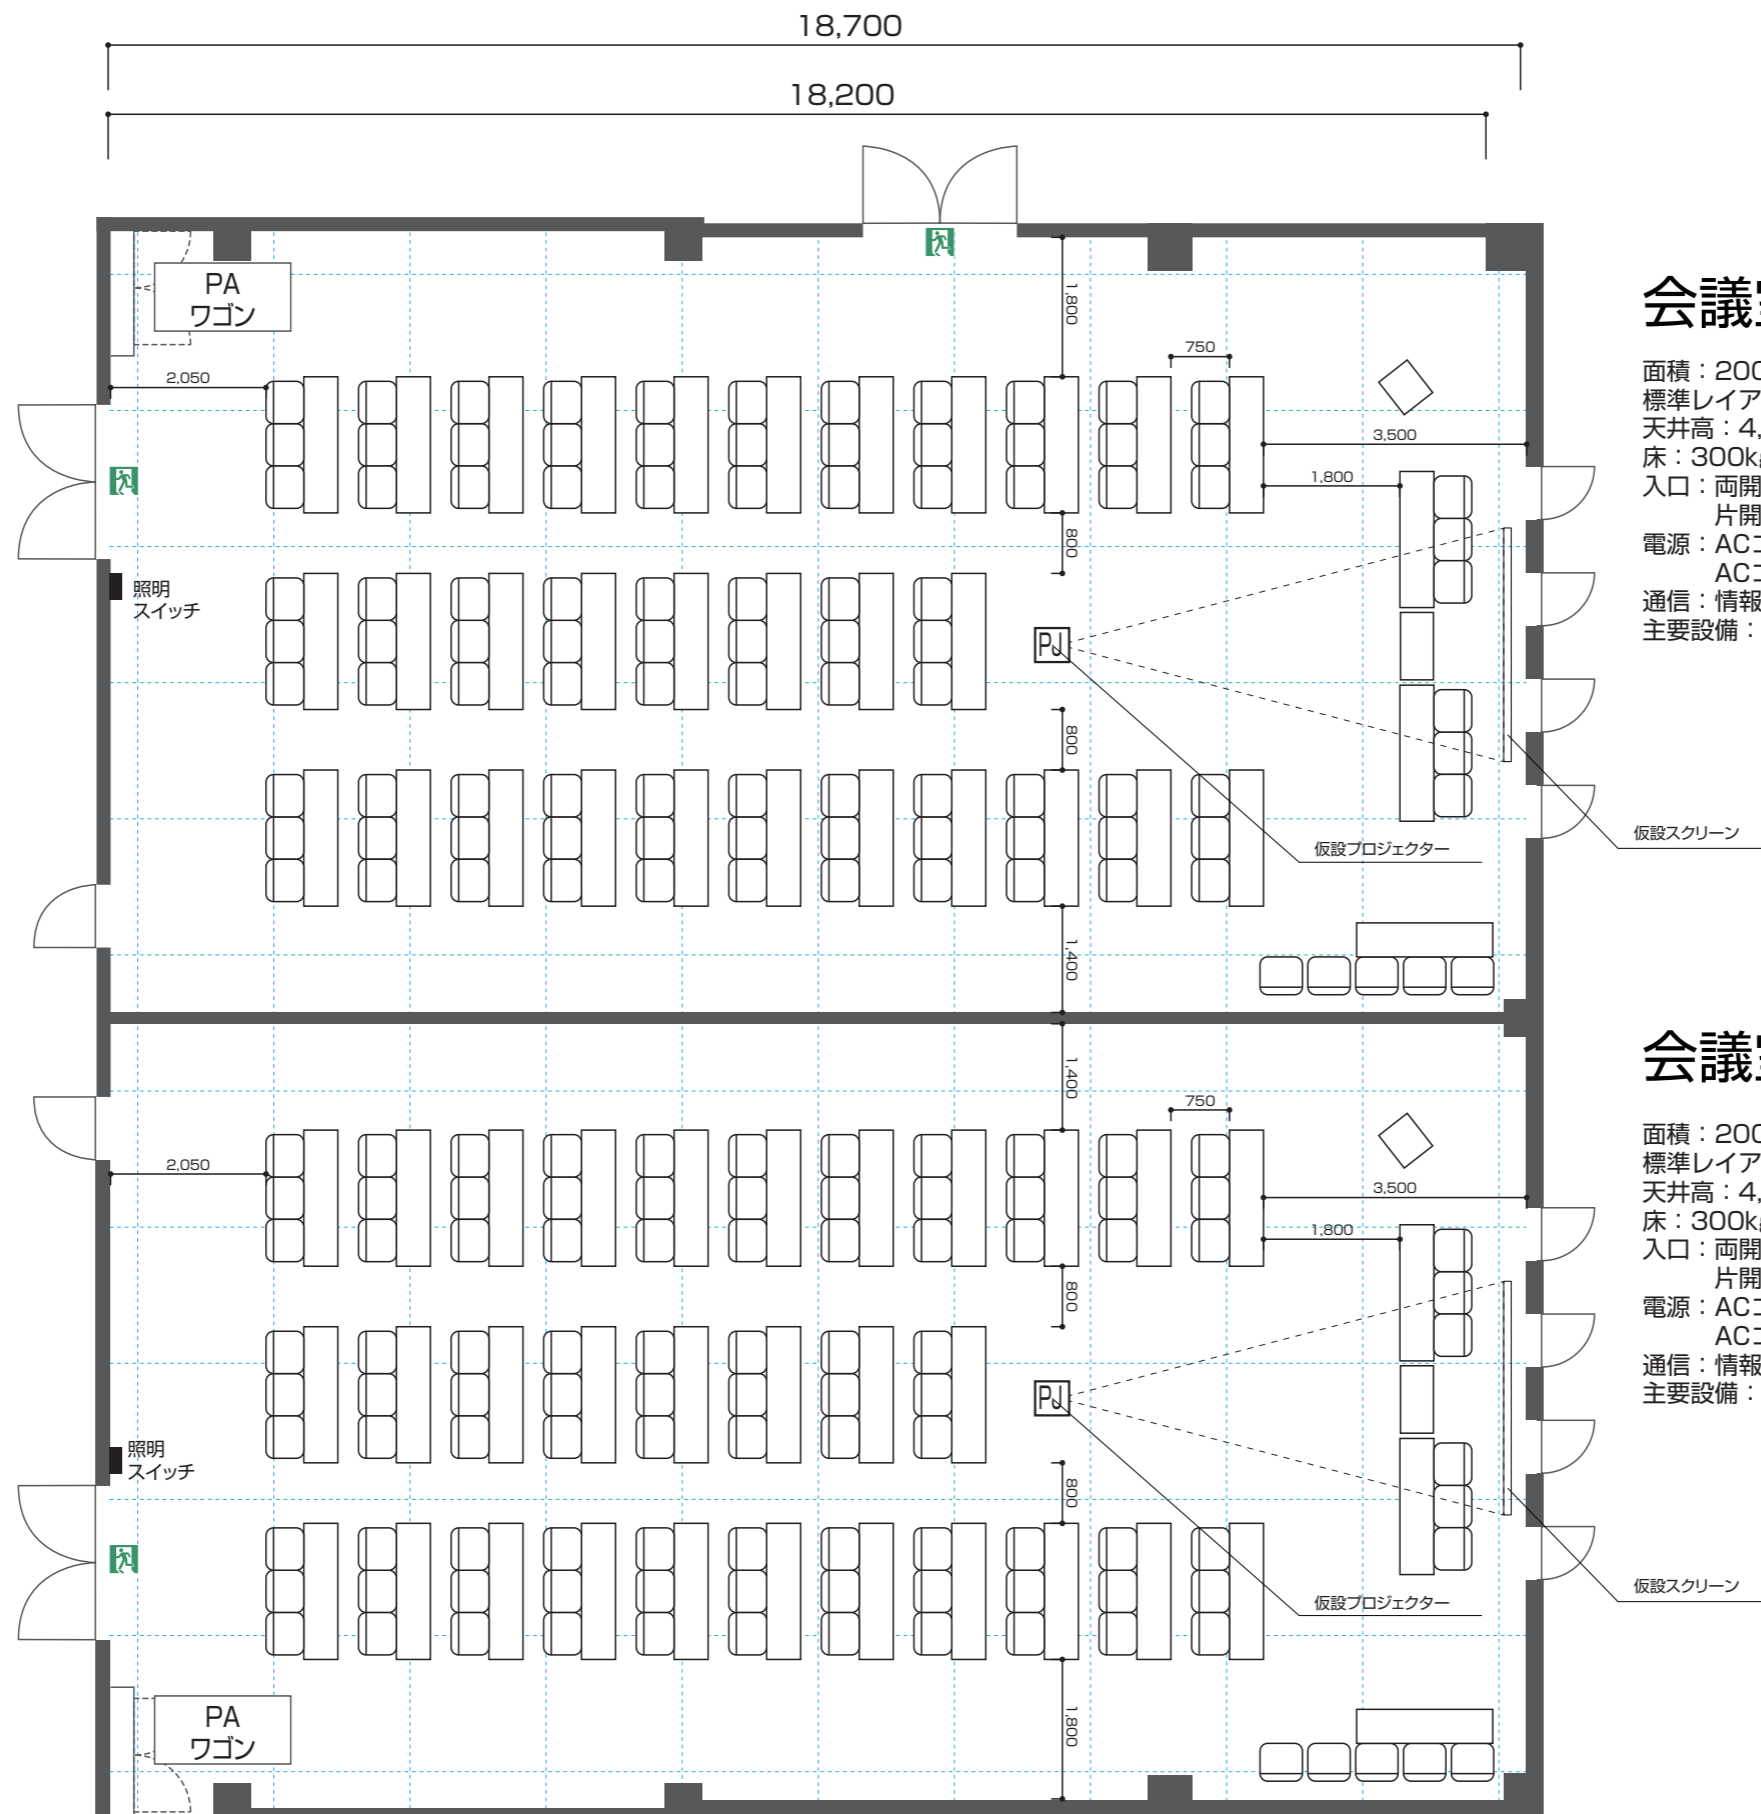 18,700
18,200
PA
ワゴン
1,800
750
2,050
3,500
1,800
800
照明
スイッチ
PJ
800
仮設プロジェクター
仮設スクリーン
1,400
会議
面積：200
標準レイア
天井高：4,
床：300k
入口：両開
片開
電源：AC
AC
通信：情報
主要設備：
1,400
750
2,050
3,500
1,800
800
PJ
800
照明
スイッチ
仮設プロジェクター
仮設スクリーン
PA
ワゴン
1,800
会議
面積：200
標準レイア
天井高：4,
床：300k
入口：両開
片開
電源：AC
AC
通信：情報
主要設備：